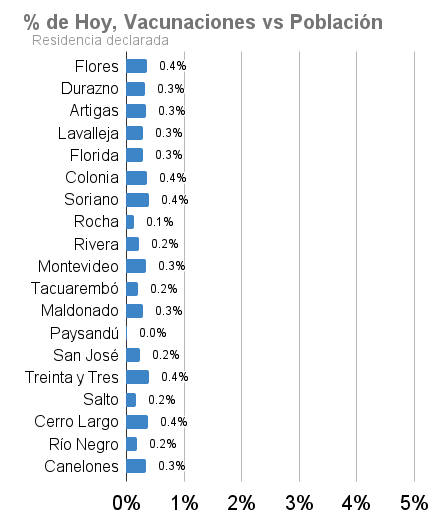 % de Hoy, Vacunaciones vs Población
Residencia declarada
Flores 0.4%
Durazno 0.3%
Artigas 0.3%
Lavalleja 0.3%
Florida 0.3%
Colonia 0.4%
Soriano 0.4%
Rocha 0.1%
Rivera 0.2%
Montevideo 0.3%
Tacuarembó 0.2%
Maldonado 0.3%
Paysandú 0.0%
San José 0.2%
Treinta y Tres 0.4%
Salto 0.2%
Cerro Largo 0.4%
Río Negro 0.2%
Canelones 0.3%
0% 1% 2% 3% 4% 5%